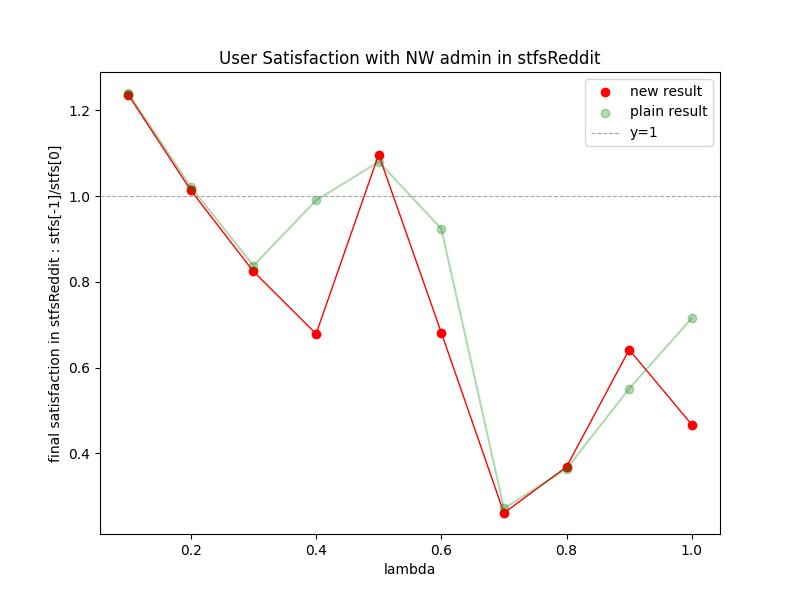 User Satisfaction with NW admin in stfsReddit
new result
plain result
y=1
final satisfaction in stfsReddit : stfs[-1]/stfs[0]
1.2
1.0
0.8
0.6
0.4
0.2 0.4 0.6 0.8 1.0
lambda